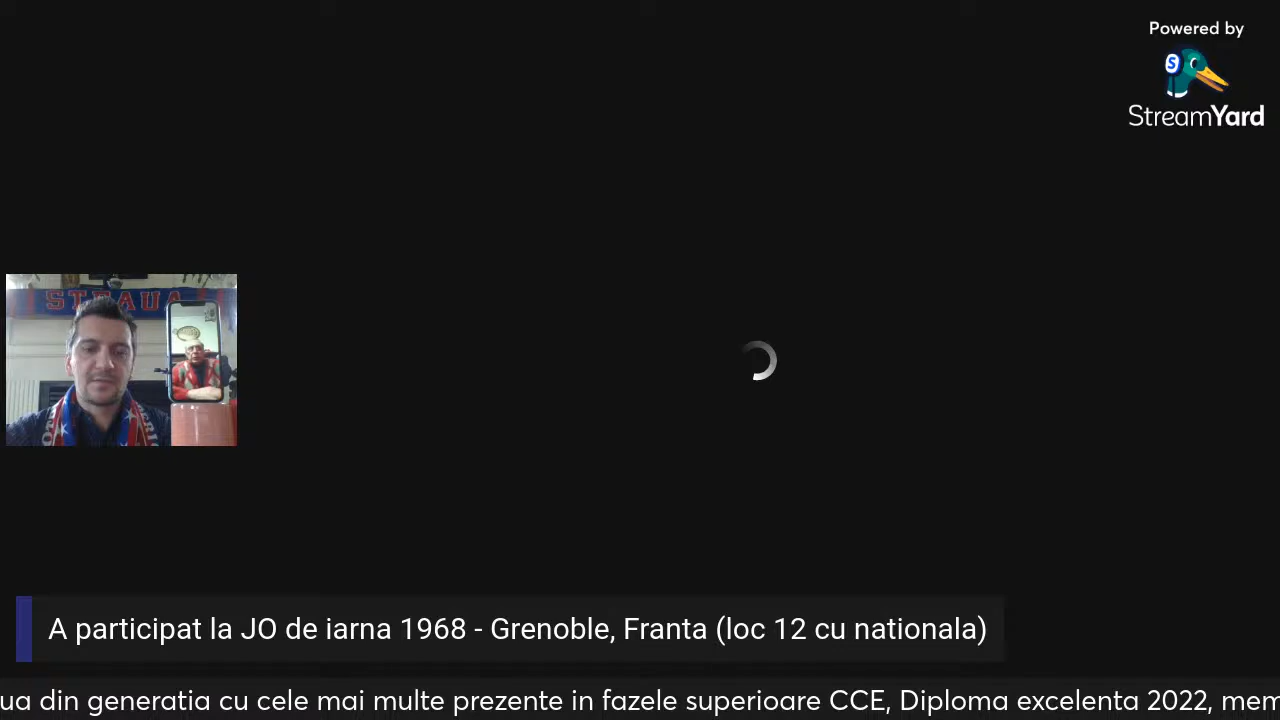 Powered by
StreamYard
STEAUA
A participat la JO de iarna 1968 - Grenoble, Franta (loc 12 cu nationala)
ua din generatia cu cele mai multe prezente in fazele superioare CCE, Diploma excelenta 2022, mem